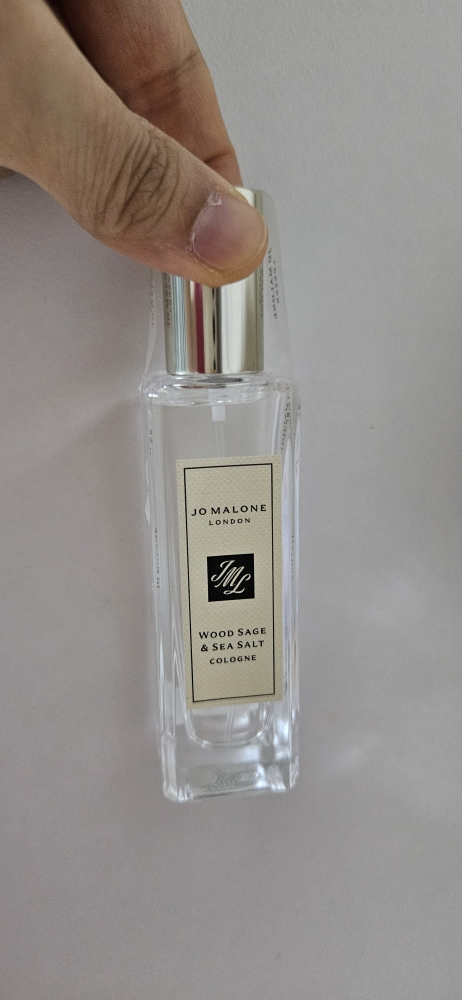 JO MALONE
LONDON
JML
WOOD SAGE
& SEA SALT
COLOGNE